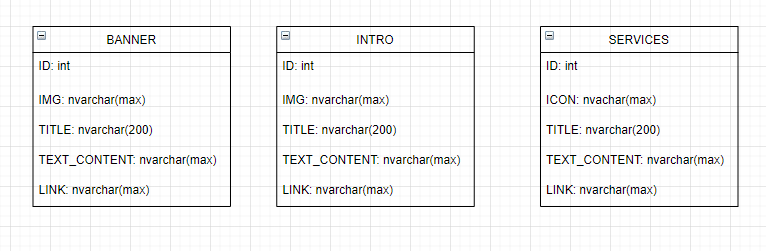 BANNER
ID: int
IMG: nvarchar(max)
TITLE: nvarchar(200)
TEXT_CONTENT: nvarchar(max)
LINK: nvarchar(max)
INTRO
ID: int
IMG: nvarchar(max)
TITLE: nvarchar(200)
TEXT_CONTENT: nvarchar(max)
LINK: nvarchar(max)
SERVICES
ID: int
ICON: nvachar(max)
TITLE: nvarchar(200)
TEXT_CONTENT: nvarchar(max)
LINK: nvarchar(max)